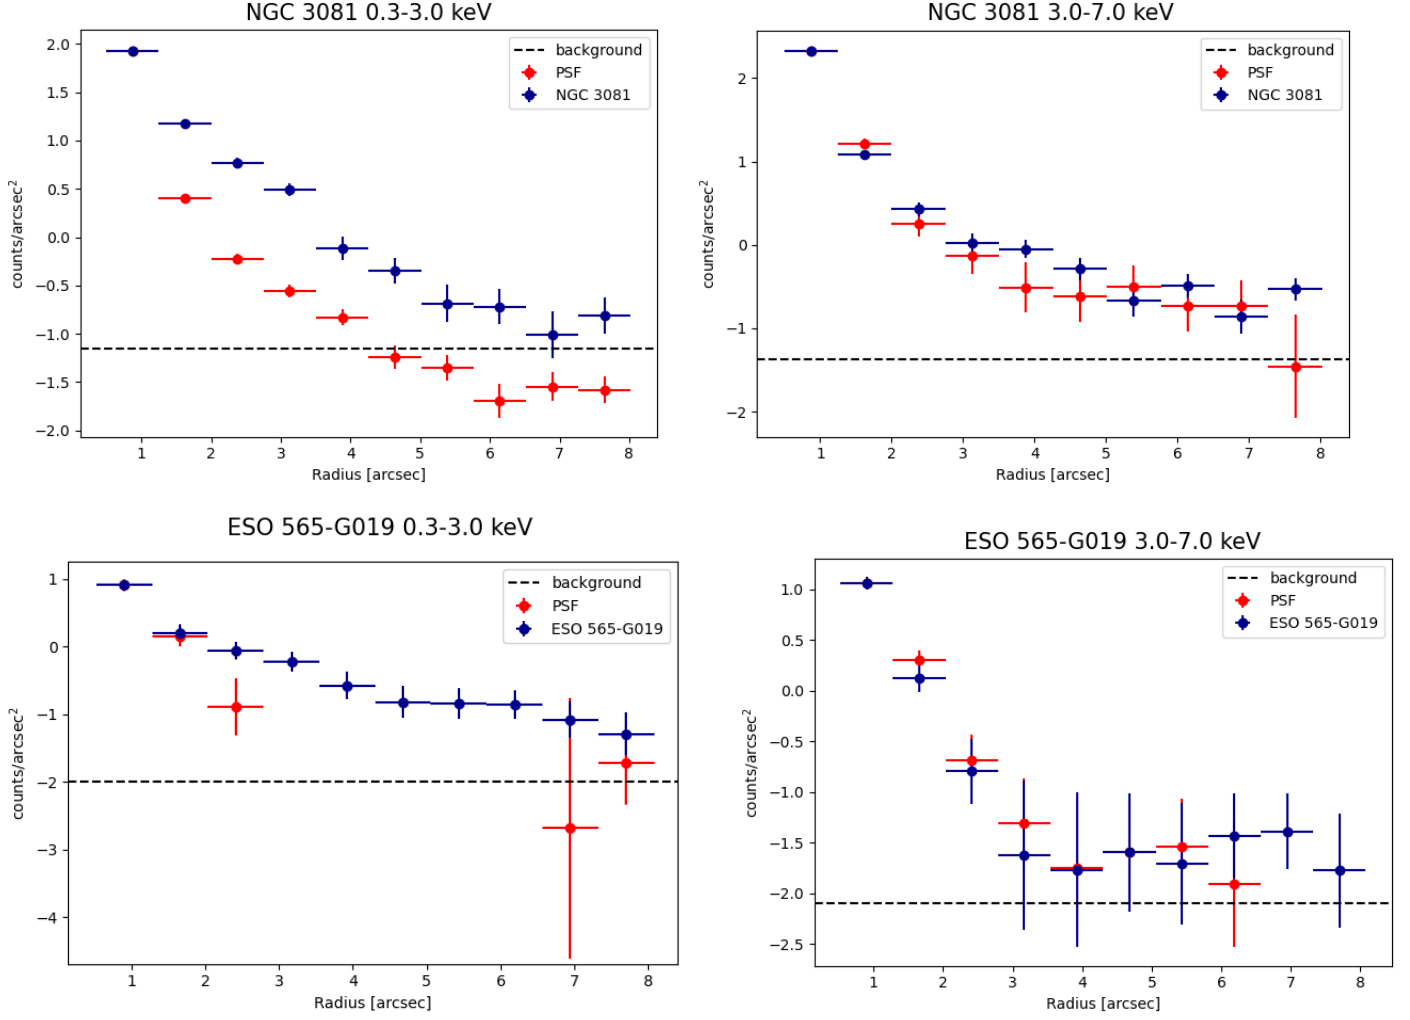 NGC 3081 0.3-3.0 keV
background
PSF
NGC 3081
2.0
1.5
1.0
0.5
0.0
−0.5
−1.0
−1.5
−2.0
counts/arcsec²
1 2 3 4 5 6 7 8
Radius [arcsec]
NGC 3081 3.0-7.0 keV
background
PSF
NGC 3081
2
1
0
−1
−2
counts/arcsec²
1 2 3 4 5 6 7 8
Radius [arcsec]
ESO 565-G019 0.3-3.0 keV
background
PSF
ESO 565-G019
1
0
−1
−2
−3
−4
counts/arcsec²
1 2 3 4 5 6 7 8
Radius [arcsec]
ESO 565-G019 3.0-7.0 keV
background
PSF
ESO 565-G019
1.0
0.5
0.0
−0.5
−1.0
−1.5
−2.0
−2.5
counts/arcsec²
1 2 3 4 5 6 7 8
Radius [arcsec]